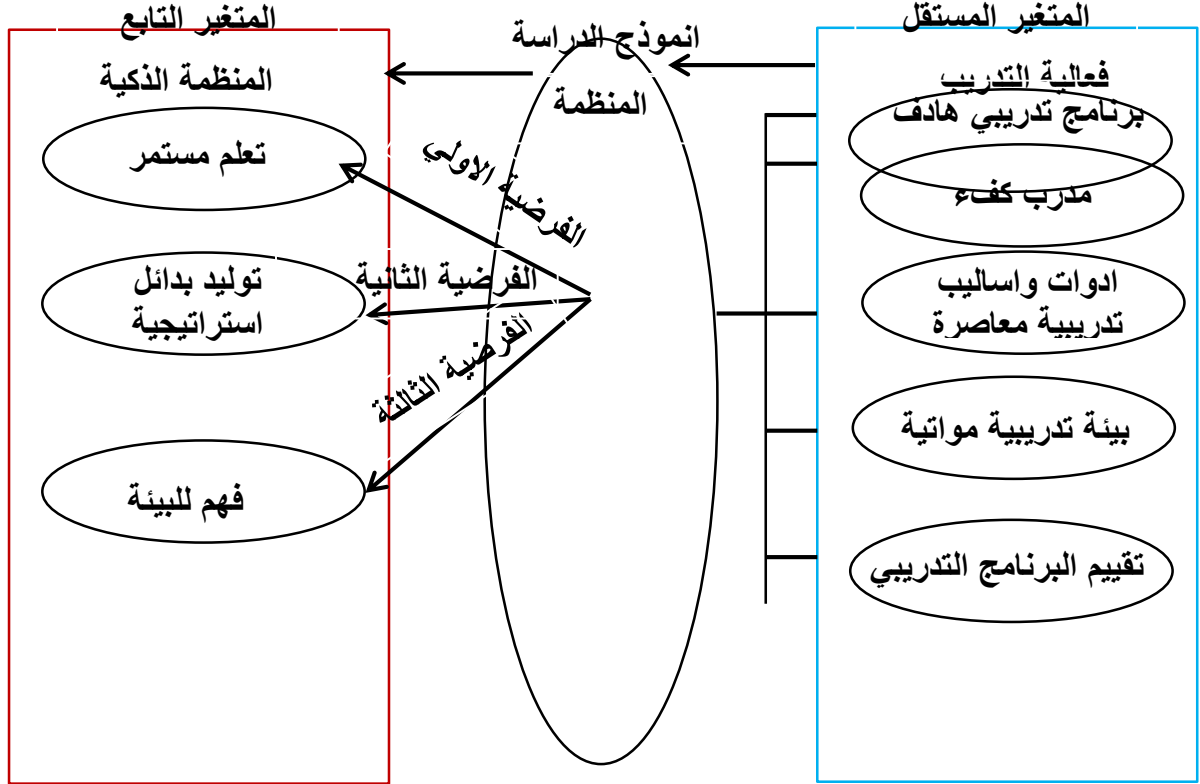 المتغير المستقل
انموذج الدراسة
المتغير التابع
فعالية التدريب
برنامج تدريبي هادف
مدرب كفء
ادوات واساليب
تدريبية معاصرة
بيئة تدريبية مواتية
تقييم البرنامج التدريبي
المنظمة
الفرضية الاولي
الفرضية الثانية
الفرضية الثالثة
المنظمة الذكية
تعلم مستمر
توليد بدائل
استراتيجية
فهم للبيئة